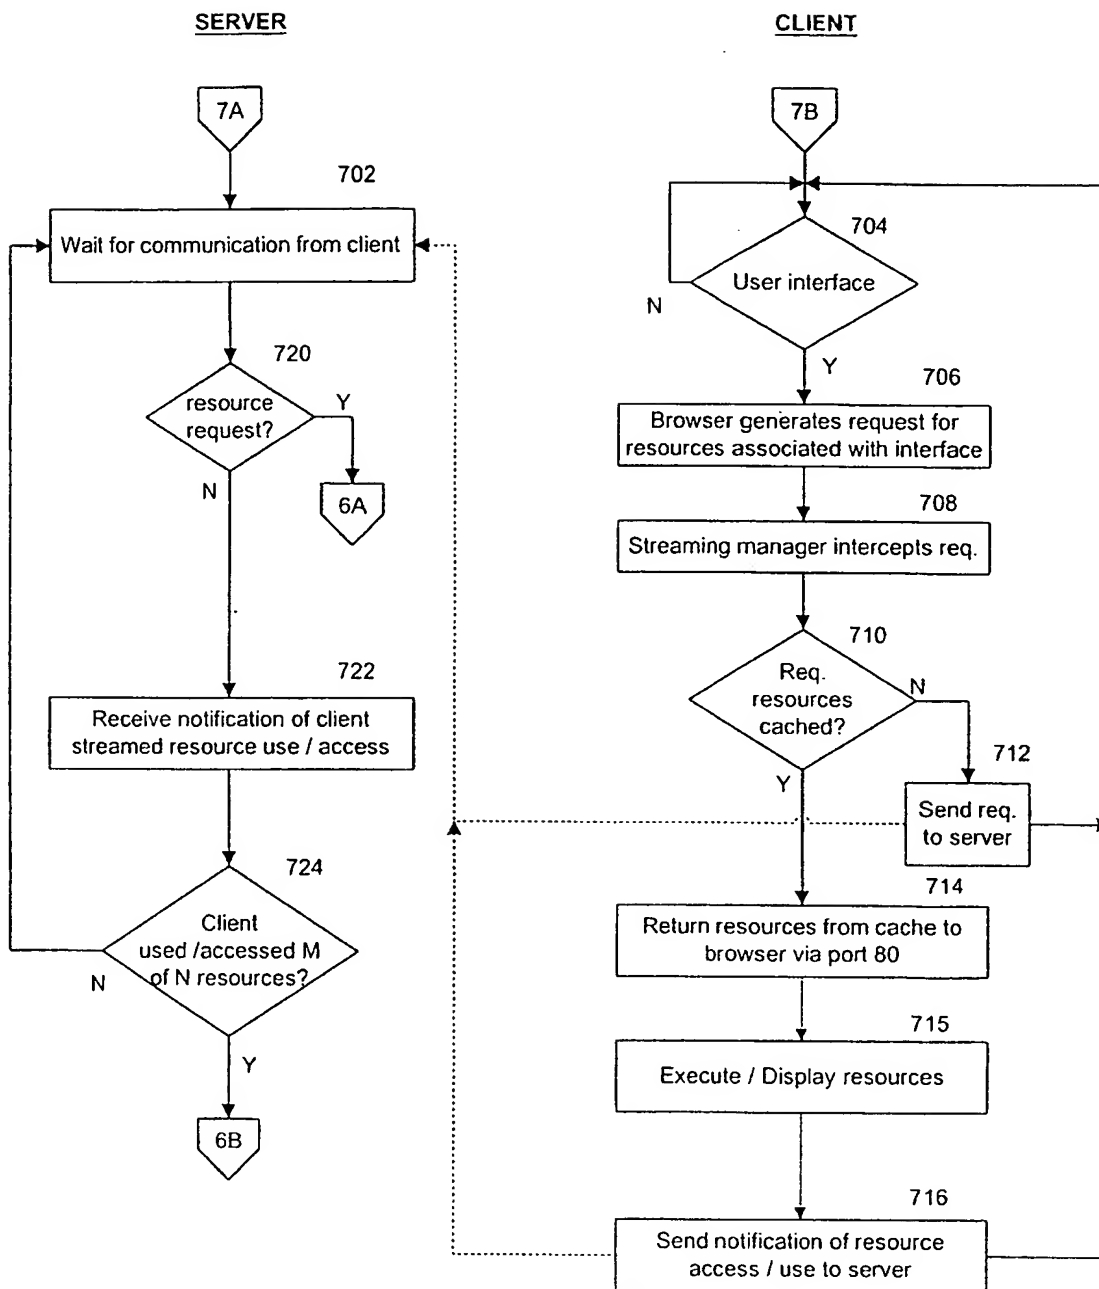 SERVER
CLIENT
7A
7B
702
Wait for communication from client
704
User interface
N
Y
720
resource
request?
Y
N
6A
706
Browser generates request for
resources associated with interface
708
Streaming manager intercepts req.
710
Req.
resources
cached?
N
Y
712
Send req.
to server
722
Receive notification of client
streamed resource use / access
724
Client
used /accessed M
of N resources?
N
Y
6B
714
Return resources from cache to
browser via port 80
715
Execute / Display resources
716
Send notification of resource
access / use to server